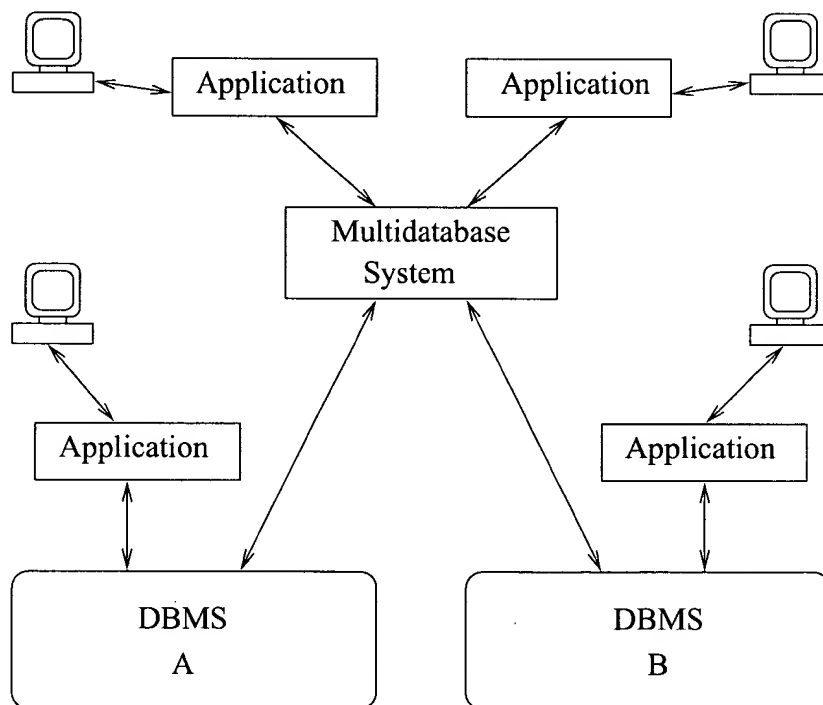 Application
Application
Multidatabase
System
Application
Application
DBMS
A
DBMS
B